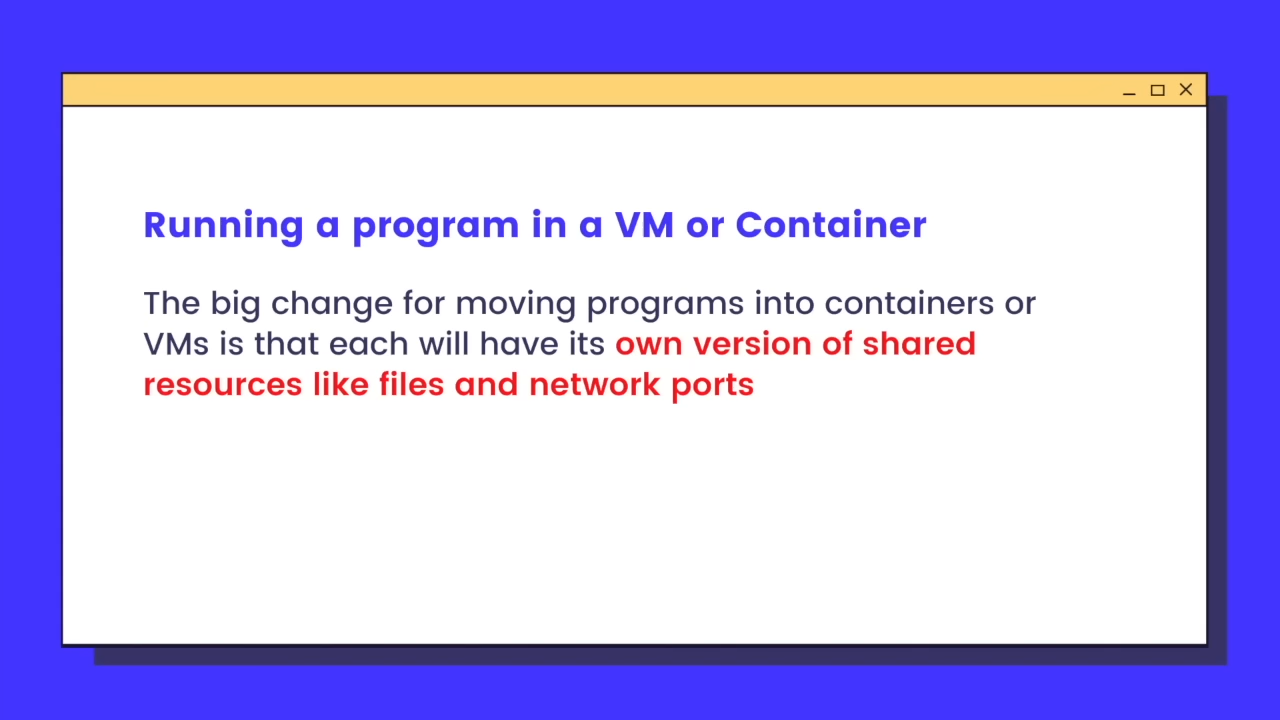 Running a program in a VM or Container
The big change for moving programs into containers or
VMs is that each will have its own version of shared
resources like files and network ports